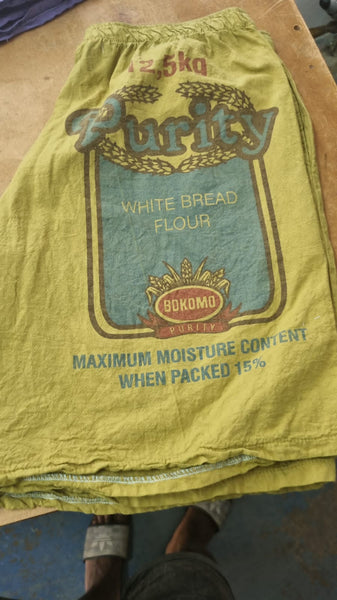 12,5kg
Purity
WHITE BREAD
FLOUR
BOKOMO
PURITY
MAXIMUM MOISTURE CONTENT
WHEN PACKED 15%